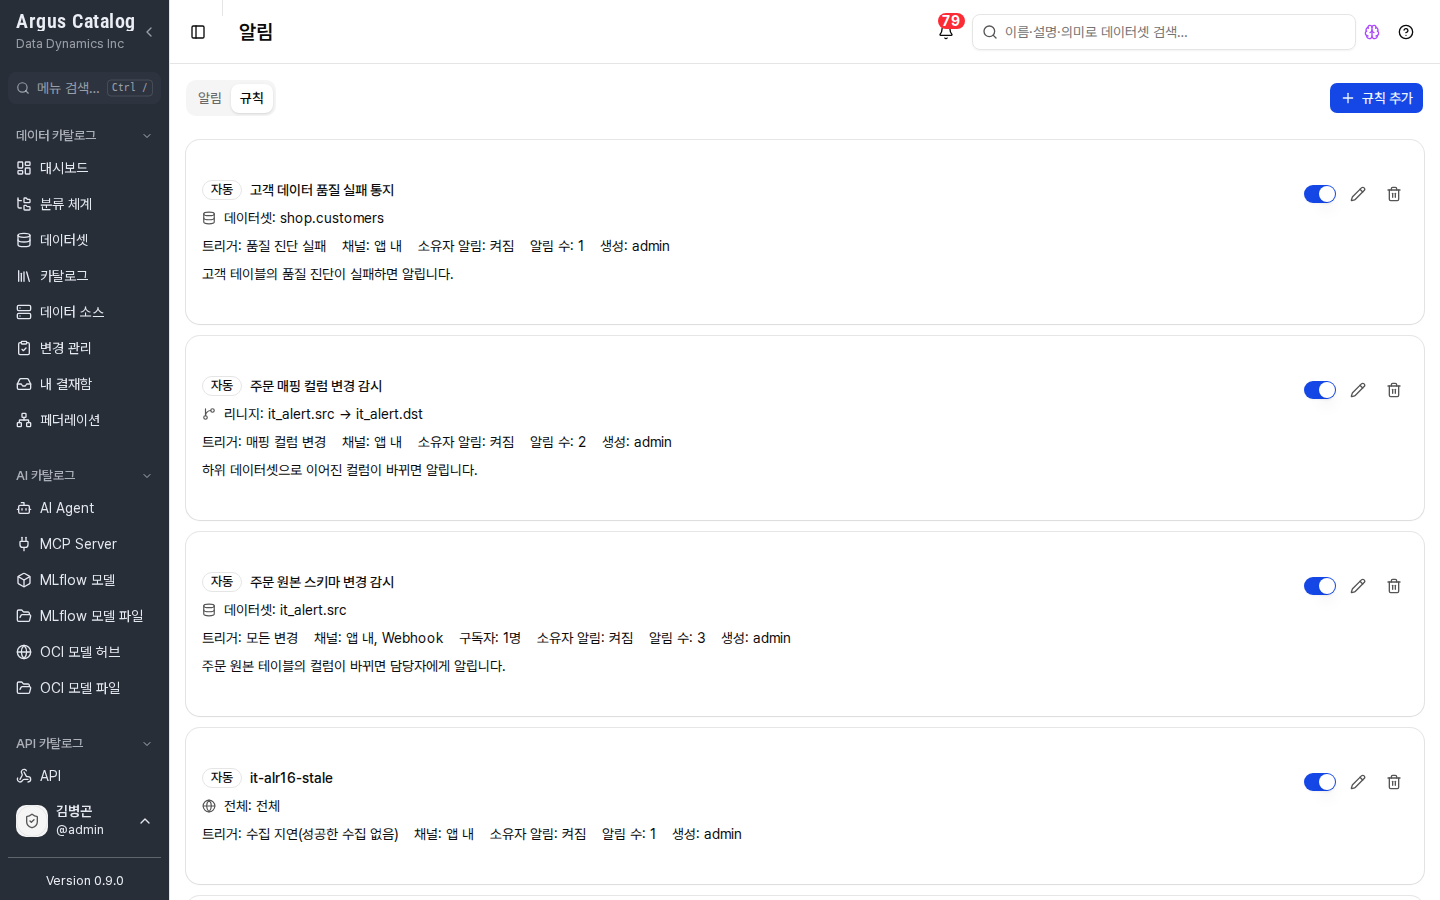 Argus Catalog
Data Dynamics Inc
메뉴 검색... Ctrl /
데이터 카탈로그
대시보드
분류 체계
데이터셋
카탈로그
데이터 소스
변경 관리
내 결재함
페더레이션
AI 카탈로그
AI Agent
MCP Server
MLflow 모델
MLflow 모델 파일
OCI 모델 허브
OCI 모델 파일
API 카탈로그
API
김병곤
@admin
Version 0.9.0
알림
79
이름·설명·의미로 데이터셋 검색...
알림 규칙
규칙 추가
자동 고객 데이터 품질 실패 통지
데이터셋: shop.customers
트리거: 품질 진단 실패 채널: 앱 내 소유자 알림: 켜짐 알림 수: 1 생성: admin
고객 테이블의 품질 진단이 실패하면 알립니다.
자동 주문 매핑 컬럼 변경 감시
리니지: it_alert.src → it_alert.dst
트리거: 매핑 컬럼 변경 채널: 앱 내 소유자 알림: 켜짐 알림 수: 2 생성: admin
하위 데이터셋으로 이어진 컬럼이 바뀌면 알립니다.
자동 주문 원본 스키마 변경 감시
데이터셋: it_alert.src
트리거: 모든 변경 채널: 앱 내, Webhook 구독자: 1명 소유자 알림: 켜짐 알림 수: 3 생성: admin
주문 원본 테이블의 컬럼이 바뀌면 담당자에게 알립니다.
자동 it-alr16-stale
전체: 전체
트리거: 수집 지연(성공한 수집 없음) 채널: 앱 내 소유자 알림: 켜짐 알림 수: 1 생성: admin